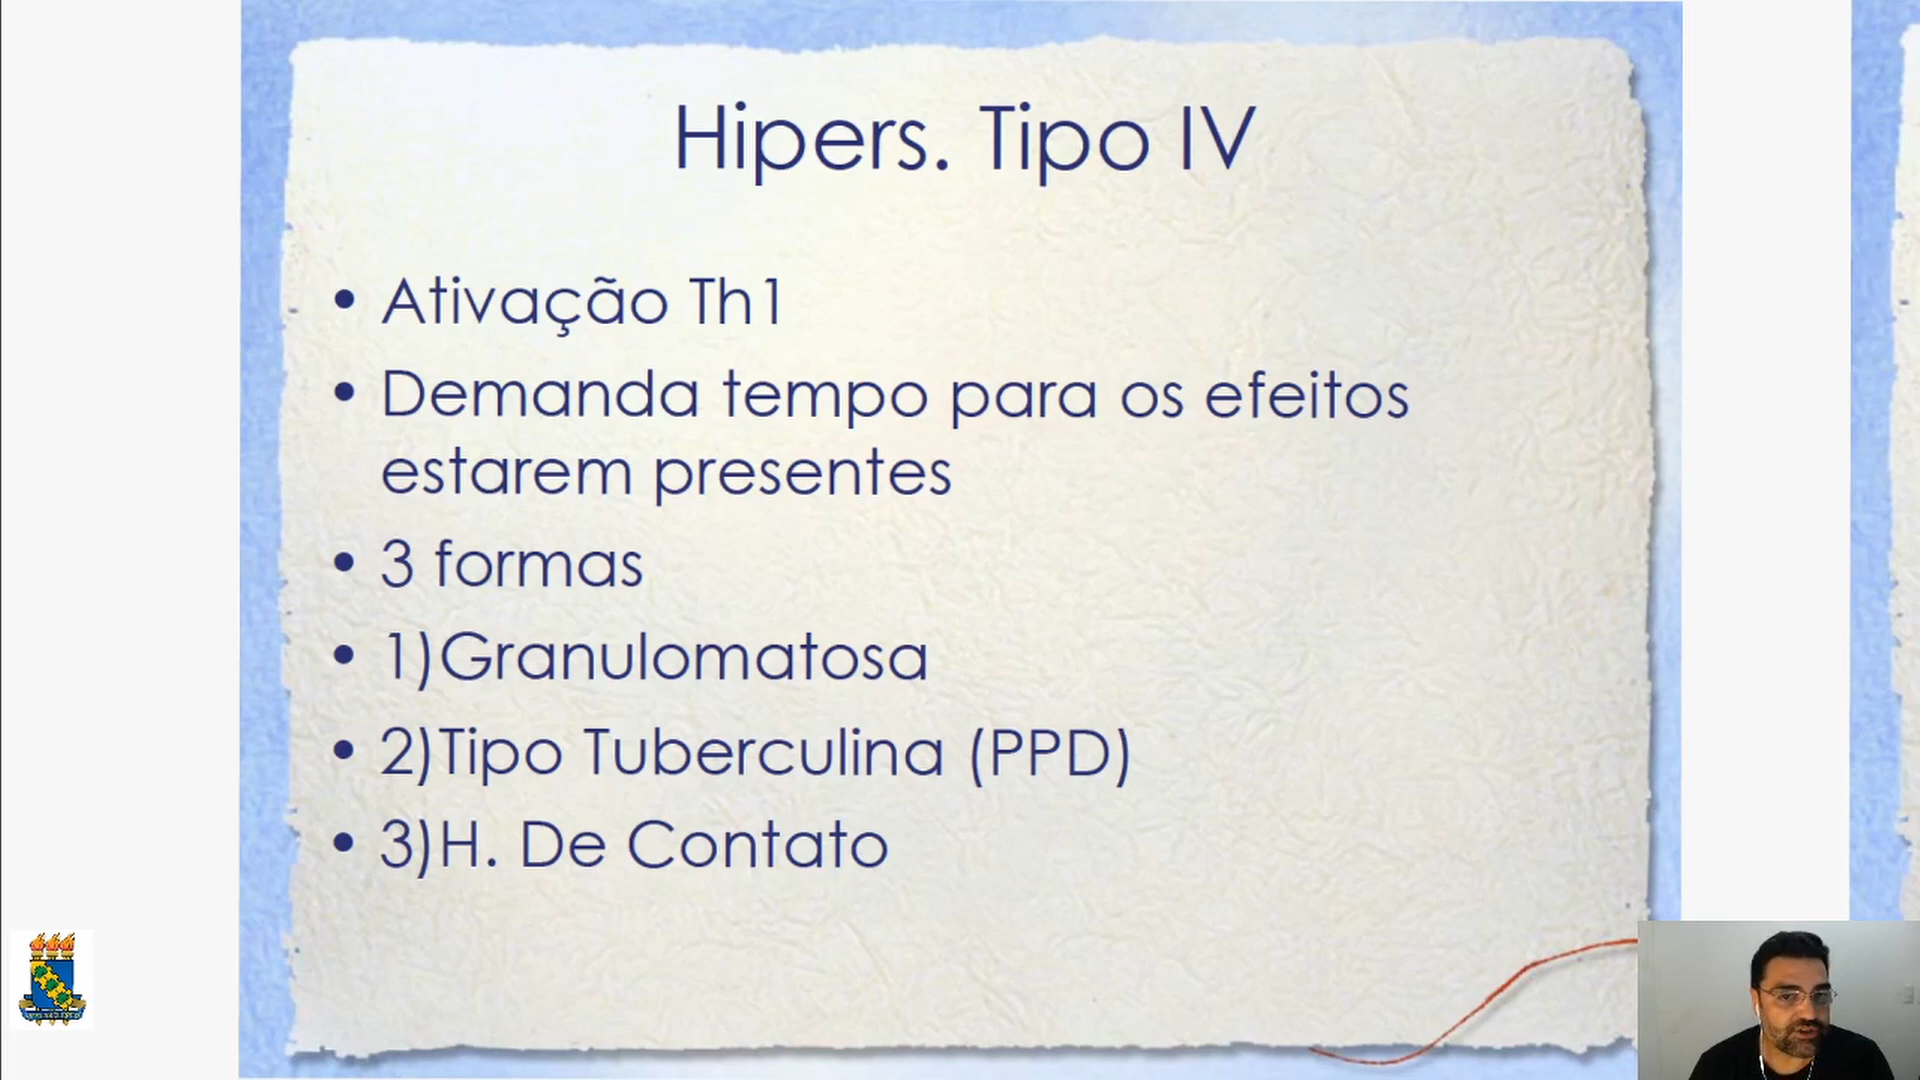 Hipers. Tipo IV
• Ativação Th1
• Demanda tempo para os efeitos
estarem presentes
• 3 formas
• 1)Granulomatosa
• 2)Tipo Tuberculina (PPD)
• 3)H. De Contato